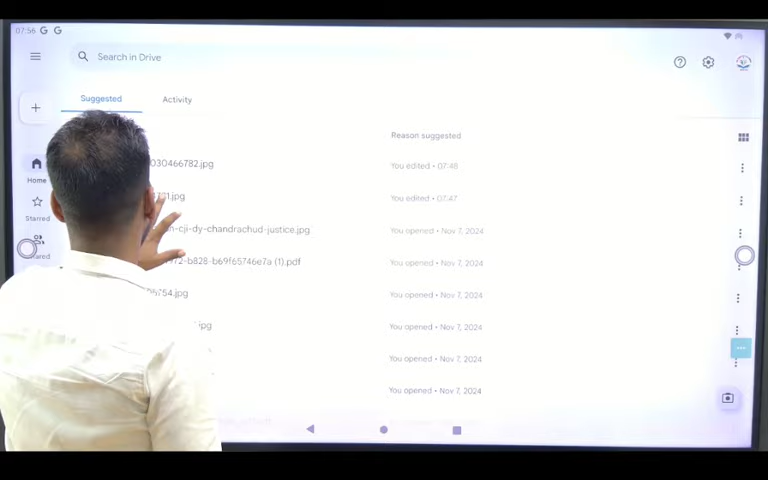 07:56 G G
Search in Drive
Suggested Activity
Reason suggested
030466782.jpg You edited • 07:48
.jpg You edited • 07:47
Home
-cji-dy-chandrachud-justice.jpg You opened • Nov 7, 2024
Starred
-b828-b69f65746e7a (1).pdf You opened • Nov 7, 2024
754.jpg You opened • Nov 7, 2024
.jpg You opened • Nov 7, 2024
You opened • Nov 7, 2024
You opened • Nov 7, 2024